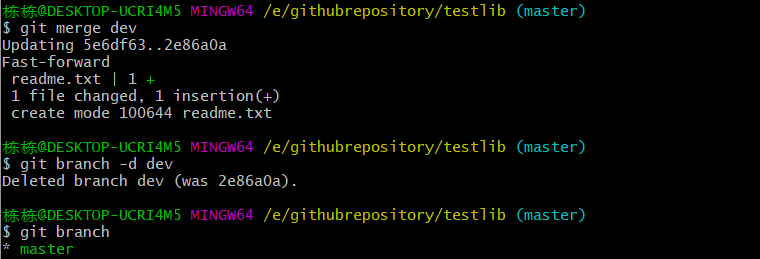 栋栋@DESKTOP-UCRI4M5 MINGW64 /e/githubrepository/testlib (master)
$ git merge dev
Updating 5e6df63..2e86a0a
Fast-forward
 readme.txt | 1 +
 1 file changed, 1 insertion(+)
 create mode 100644 readme.txt
栋栋@DESKTOP-UCRI4M5 MINGW64 /e/githubrepository/testlib (master)
$ git branch -d dev
Deleted branch dev (was 2e86a0a).
栋栋@DESKTOP-UCRI4M5 MINGW64 /e/githubrepository/testlib (master)
$ git branch
* master